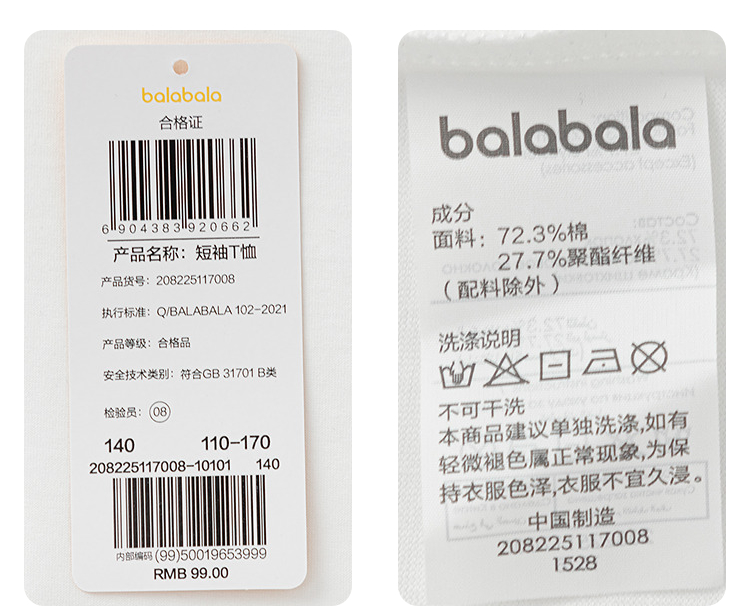 balabala
合格证
6 904383 920662
产品名称: 短袖T恤
产品货号: 208225117008
执行标准: Q/BALABALA 102-2021
产品等级: 合格品
安全技术类别: 符合GB 31701 B类
检验员: 08
140 110-170
208225117008-10101 140
内部编码 (99)50019653999
RMB 99.00
balabala
成分
面料: 72.3%棉
27.7%聚酯纤维
(配料除外)
洗涤说明
不可干洗
本商品建议单独洗涤,如有
轻微褪色属正常现象,为保
持衣服色泽,衣服不宜久浸。
中国制造
208225117008
1528